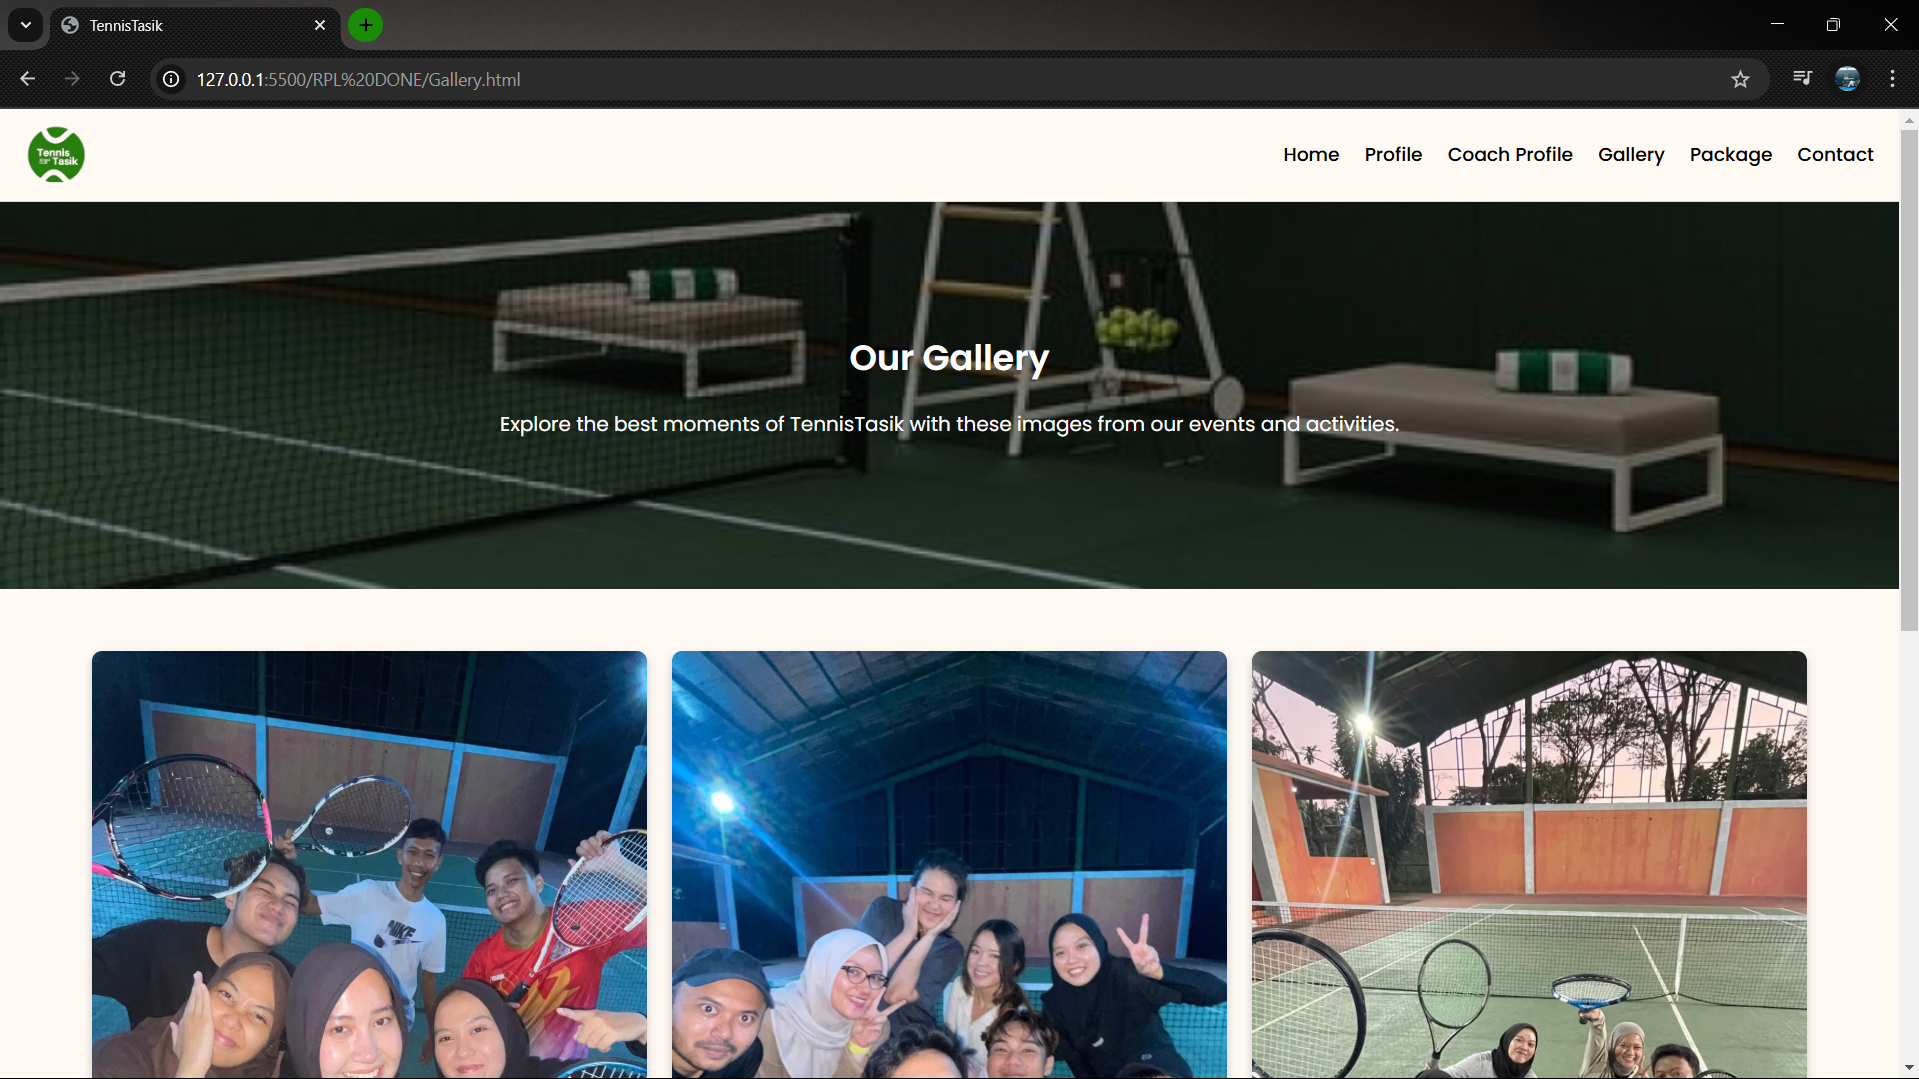 TennisTasik
127.0.0.1:5500/RPL%20DONE/Gallery.html
Tennis
Tasik
Home
Profile
Coach Profile
Gallery
Package
Contact
Our Gallery
Explore the best moments of TennisTasik with these images from our events and activities.
NIKE